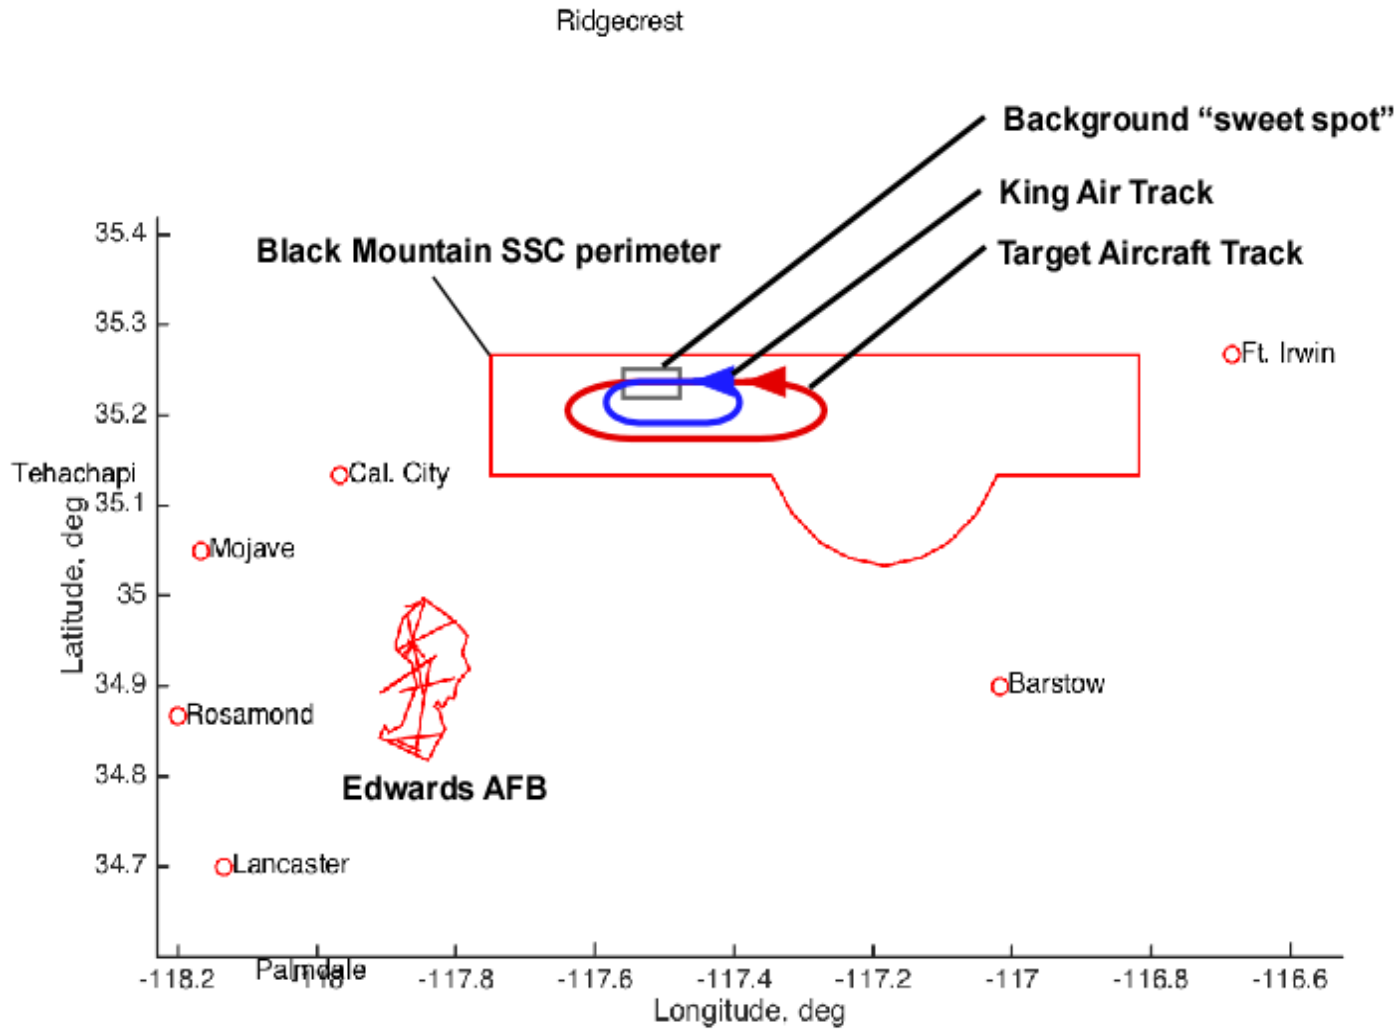 Ridgecrest
Background “sweet spot”
King Air Track
Target Aircraft Track
Black Mountain SSC perimeter
35.4
35.3
35.2
35.1
35
34.9
34.8
34.7
Latitude, deg
Ft. Irwin
Tehachapi
Cal. City
Mojave
Barstow
Rosamond
Edwards AFB
Lancaster
Palmdale
-118.2
-118
-117.8
-117.6
-117.4
-117.2
-117
-116.8
-116.6
Longitude, deg